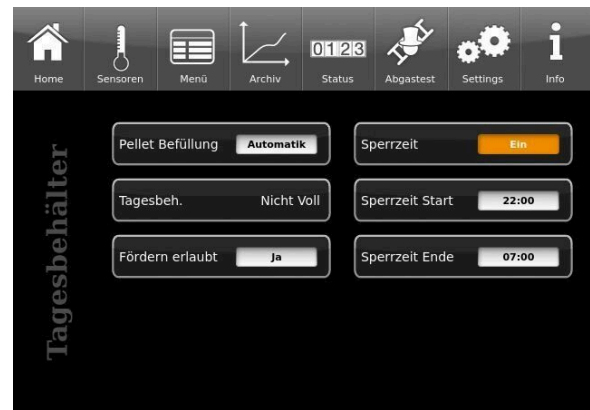 0123
Home Sensoren Menü Archiv Status Abgastest Settings Info
Tagesbehälter
Pellet Befüllung Automatik Sperrzeit Ein
Tagesbeh. Nicht Voll Sperrzeit Start 22:00
Fördern erlaubt Ja Sperrzeit Ende 07:00